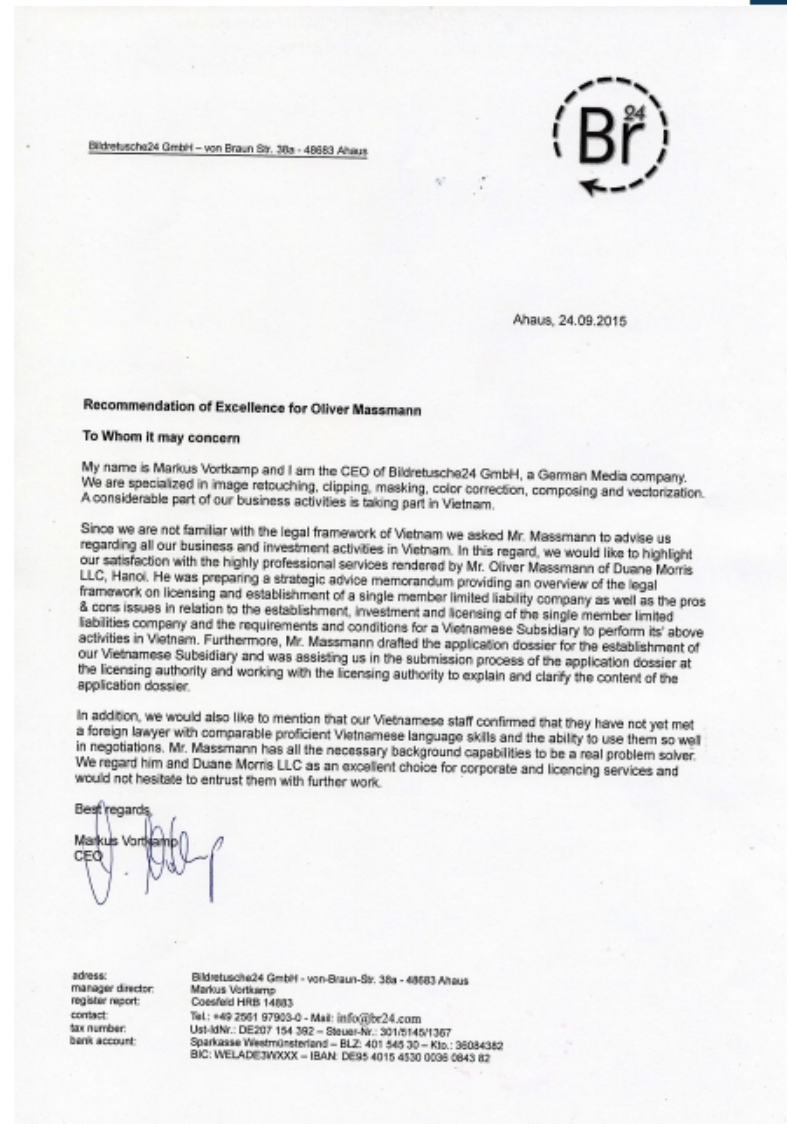 Bildretusche24 GmbH – von Braun Str. 38a - 48683 Ahaus
Br24
Ahaus, 24.09.2015
Recommendation of Excellence for Oliver Massmann
To Whom it may concern
My name is Markus Vortkamp and I am the CEO of Bildretusche24 GmbH, a German Media company.
We are specialized in image retouching, clipping, masking, color correction, composing and vectorization.
A considerable part of our business activities is taking part in Vietnam.
Since we are not familiar with the legal framework of Vietnam we asked Mr. Massmann to advise us
regarding all our business and investment activities in Vietnam. In this regard, we would like to highlight
our satisfaction with the highly professional services rendered by Mr. Oliver Massmann of Duane Morris
LLC, Hanoi. He was preparing a strategic advice memorandum providing an overview of the legal
framework on licensing and establishment of a single member limited liability company as well as the pros
& cons issues in relation to the establishment, investment and licensing of the single member limited
liabilities company and the requirements and conditions for a Vietnamese Subsidiary to perform its' above
activities in Vietnam. Furthermore, Mr. Massmann drafted the application dossier for the establishment of
our Vietnamese Subsidiary and was assisting us in the submission process of the application dossier at
the licensing authority and working with the licensing authority to explain and clarify the content of the
application dossier.
In addition, we would also like to mention that our Vietnamese staff confirmed that they have not yet met
a foreign lawyer with comparable proficient Vietnamese language skills and the ability to use them so well
in negotiations. Mr. Massmann has all the necessary background capabilities to be a real problem solver.
We regard him and Duane Morris LLC as an excellent choice for corporate and licencing services and
would not hesitate to entrust them with further work.
Best regards,
Markus Vortkamp
CEO
adress: Bildretusche24 GmbH - von-Braun-Str. 38a - 48683 Ahaus
manager director: Markus Vortkamp
register report: Coesfeld HRB 14883
contact: Tel.: +49 2561 97903-0 - Mail: info@br24.com
tax number: Ust-IdNr.: DE207 154 392 – Steuer-Nr.: 301/5145/1367
bank account: Sparkasse Westmünsterland – BLZ: 401 545 30 – Kto.: 36084382
BIC: WELADE3WXXX – IBAN: DE95 4015 4530 0036 0843 82